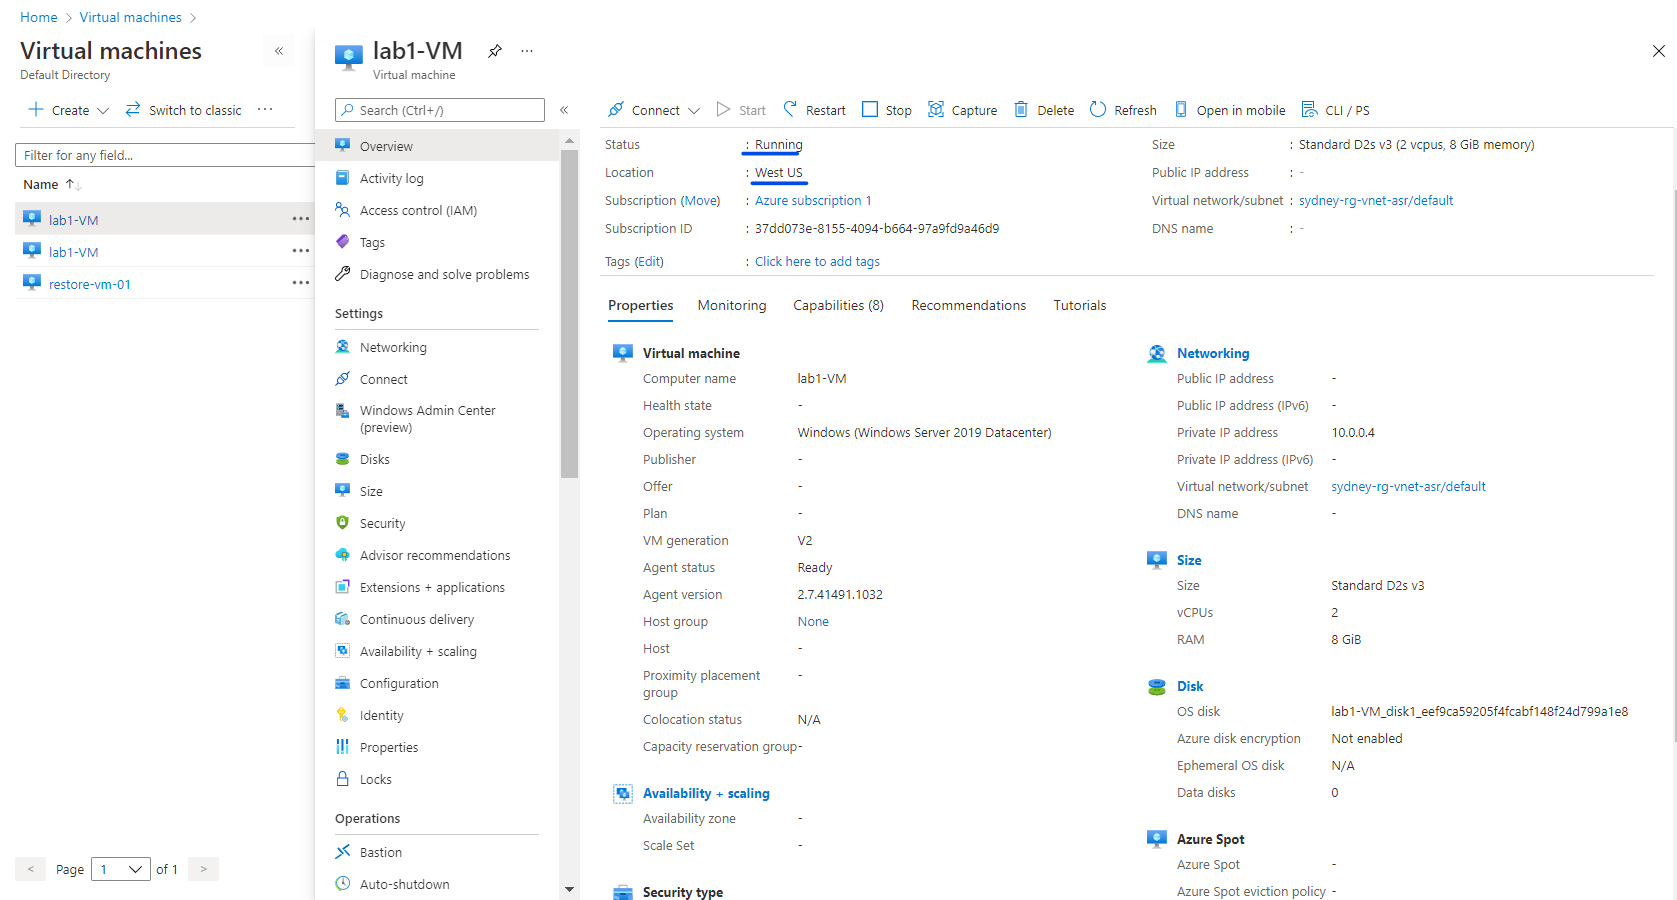 Home > Virtual machines >
Virtual machines
Default Directory
«
+ Create
Switch to classic
···
Filter for any field...
Name ↑↓
lab1-VM ···
lab1-VM ···
restore-vm-01 ···
< Page 1 of 1 >
lab1-VM
···
Virtual machine
Search (Ctrl+/)
«
Overview
Activity log
Access control (IAM)
Tags
Diagnose and solve problems
Settings
Networking
Connect
Windows Admin Center
(preview)
Disks
Size
Security
Advisor recommendations
Extensions + applications
Continuous delivery
Availability + scaling
Configuration
Identity
Properties
Locks
Operations
Bastion
Auto-shutdown
Connect Start Restart Stop Capture Delete Refresh Open in mobile CLI / PS
Status : Running
Location : West US
Subscription (Move) : Azure subscription 1
Subscription ID : 37dd073e-8155-4094-b664-97a9fd9a46d9
Tags (Edit) : Click here to add tags
Size : Standard D2s v3 (2 vcpus, 8 GiB memory)
Public IP address : -
Virtual network/subnet : sydney-rg-vnet-asr/default
DNS name : -
Properties Monitoring Capabilities (8) Recommendations Tutorials
Virtual machine
Computer name lab1-VM
Health state -
Operating system Windows (Windows Server 2019 Datacenter)
Publisher -
Offer -
Plan -
VM generation V2
Agent status Ready
Agent version 2.7.41491.1032
Host group None
Host -
Proximity placement -
group
Colocation status N/A
Capacity reservation group -
Availability + scaling
Availability zone -
Scale Set -
Security type
Networking
Public IP address -
Public IP address (IPv6) -
Private IP address 10.0.0.4
Private IP address (IPv6) -
Virtual network/subnet sydney-rg-vnet-asr/default
DNS name -
Size
Size Standard D2s v3
vCPUs 2
RAM 8 GiB
Disk
OS disk lab1-VM_disk1_eef9ca59205f4fcabf148f24d799a1e8
Azure disk encryption Not enabled
Ephemeral OS disk N/A
Data disks 0
Azure Spot
Azure Spot -
Azure Spot eviction policy -